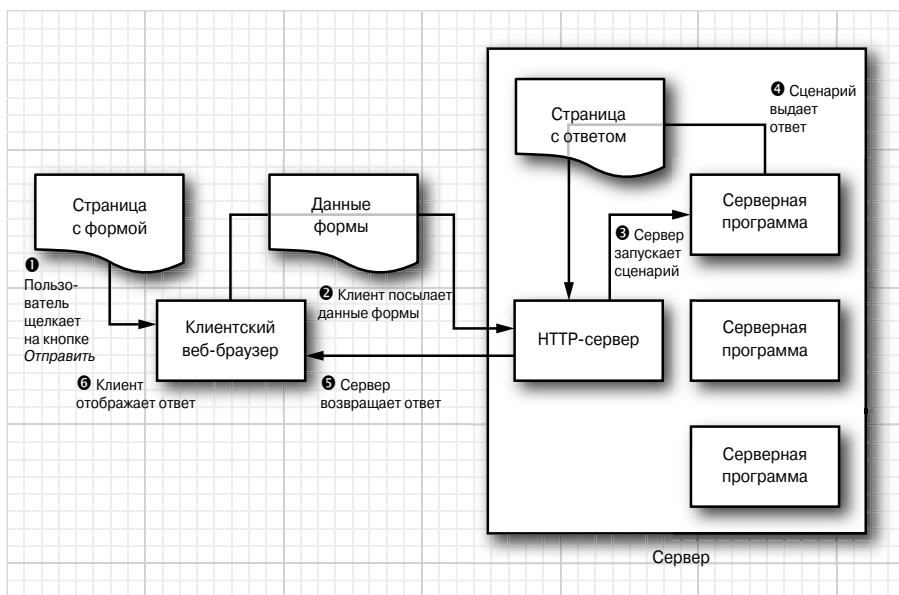 Страница
с формой
❶
Пользо-
ватель
щелкает
на кнопке
Отправить
Клиентский
веб-браузер
❻ Клиент
отображает ответ
Данные
формы
❷ Клиент посылает
данные формы
❺ Сервер
возвращает ответ
Страница
с ответом
❹ Сценарий
выдает
ответ
❸ Сервер
запускает
сценарий
HTTP-сервер
Серверная
программа
Серверная
программа
Серверная
программа
Сервер